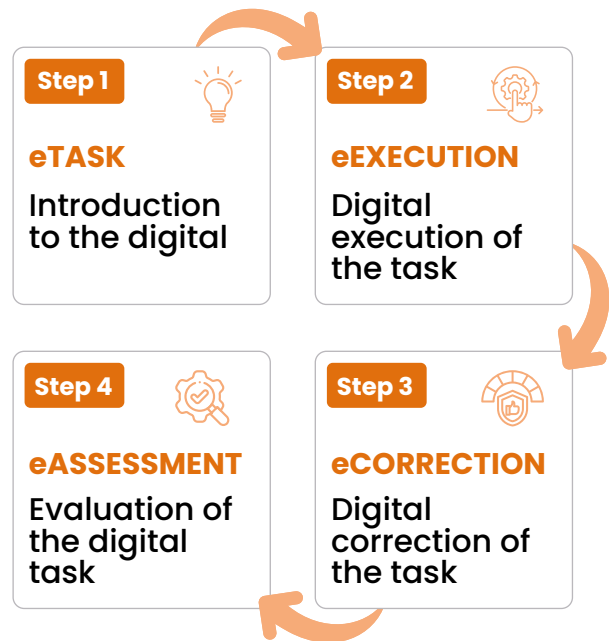 Step 1
eTASK
Introduction
to the digital
Step 2
eEXECUTION
Digital
execution of
the task
Step 3
eCORRECTION
Digital
correction of
the task
Step 4
eASSESSMENT
Evaluation of
the digital
task